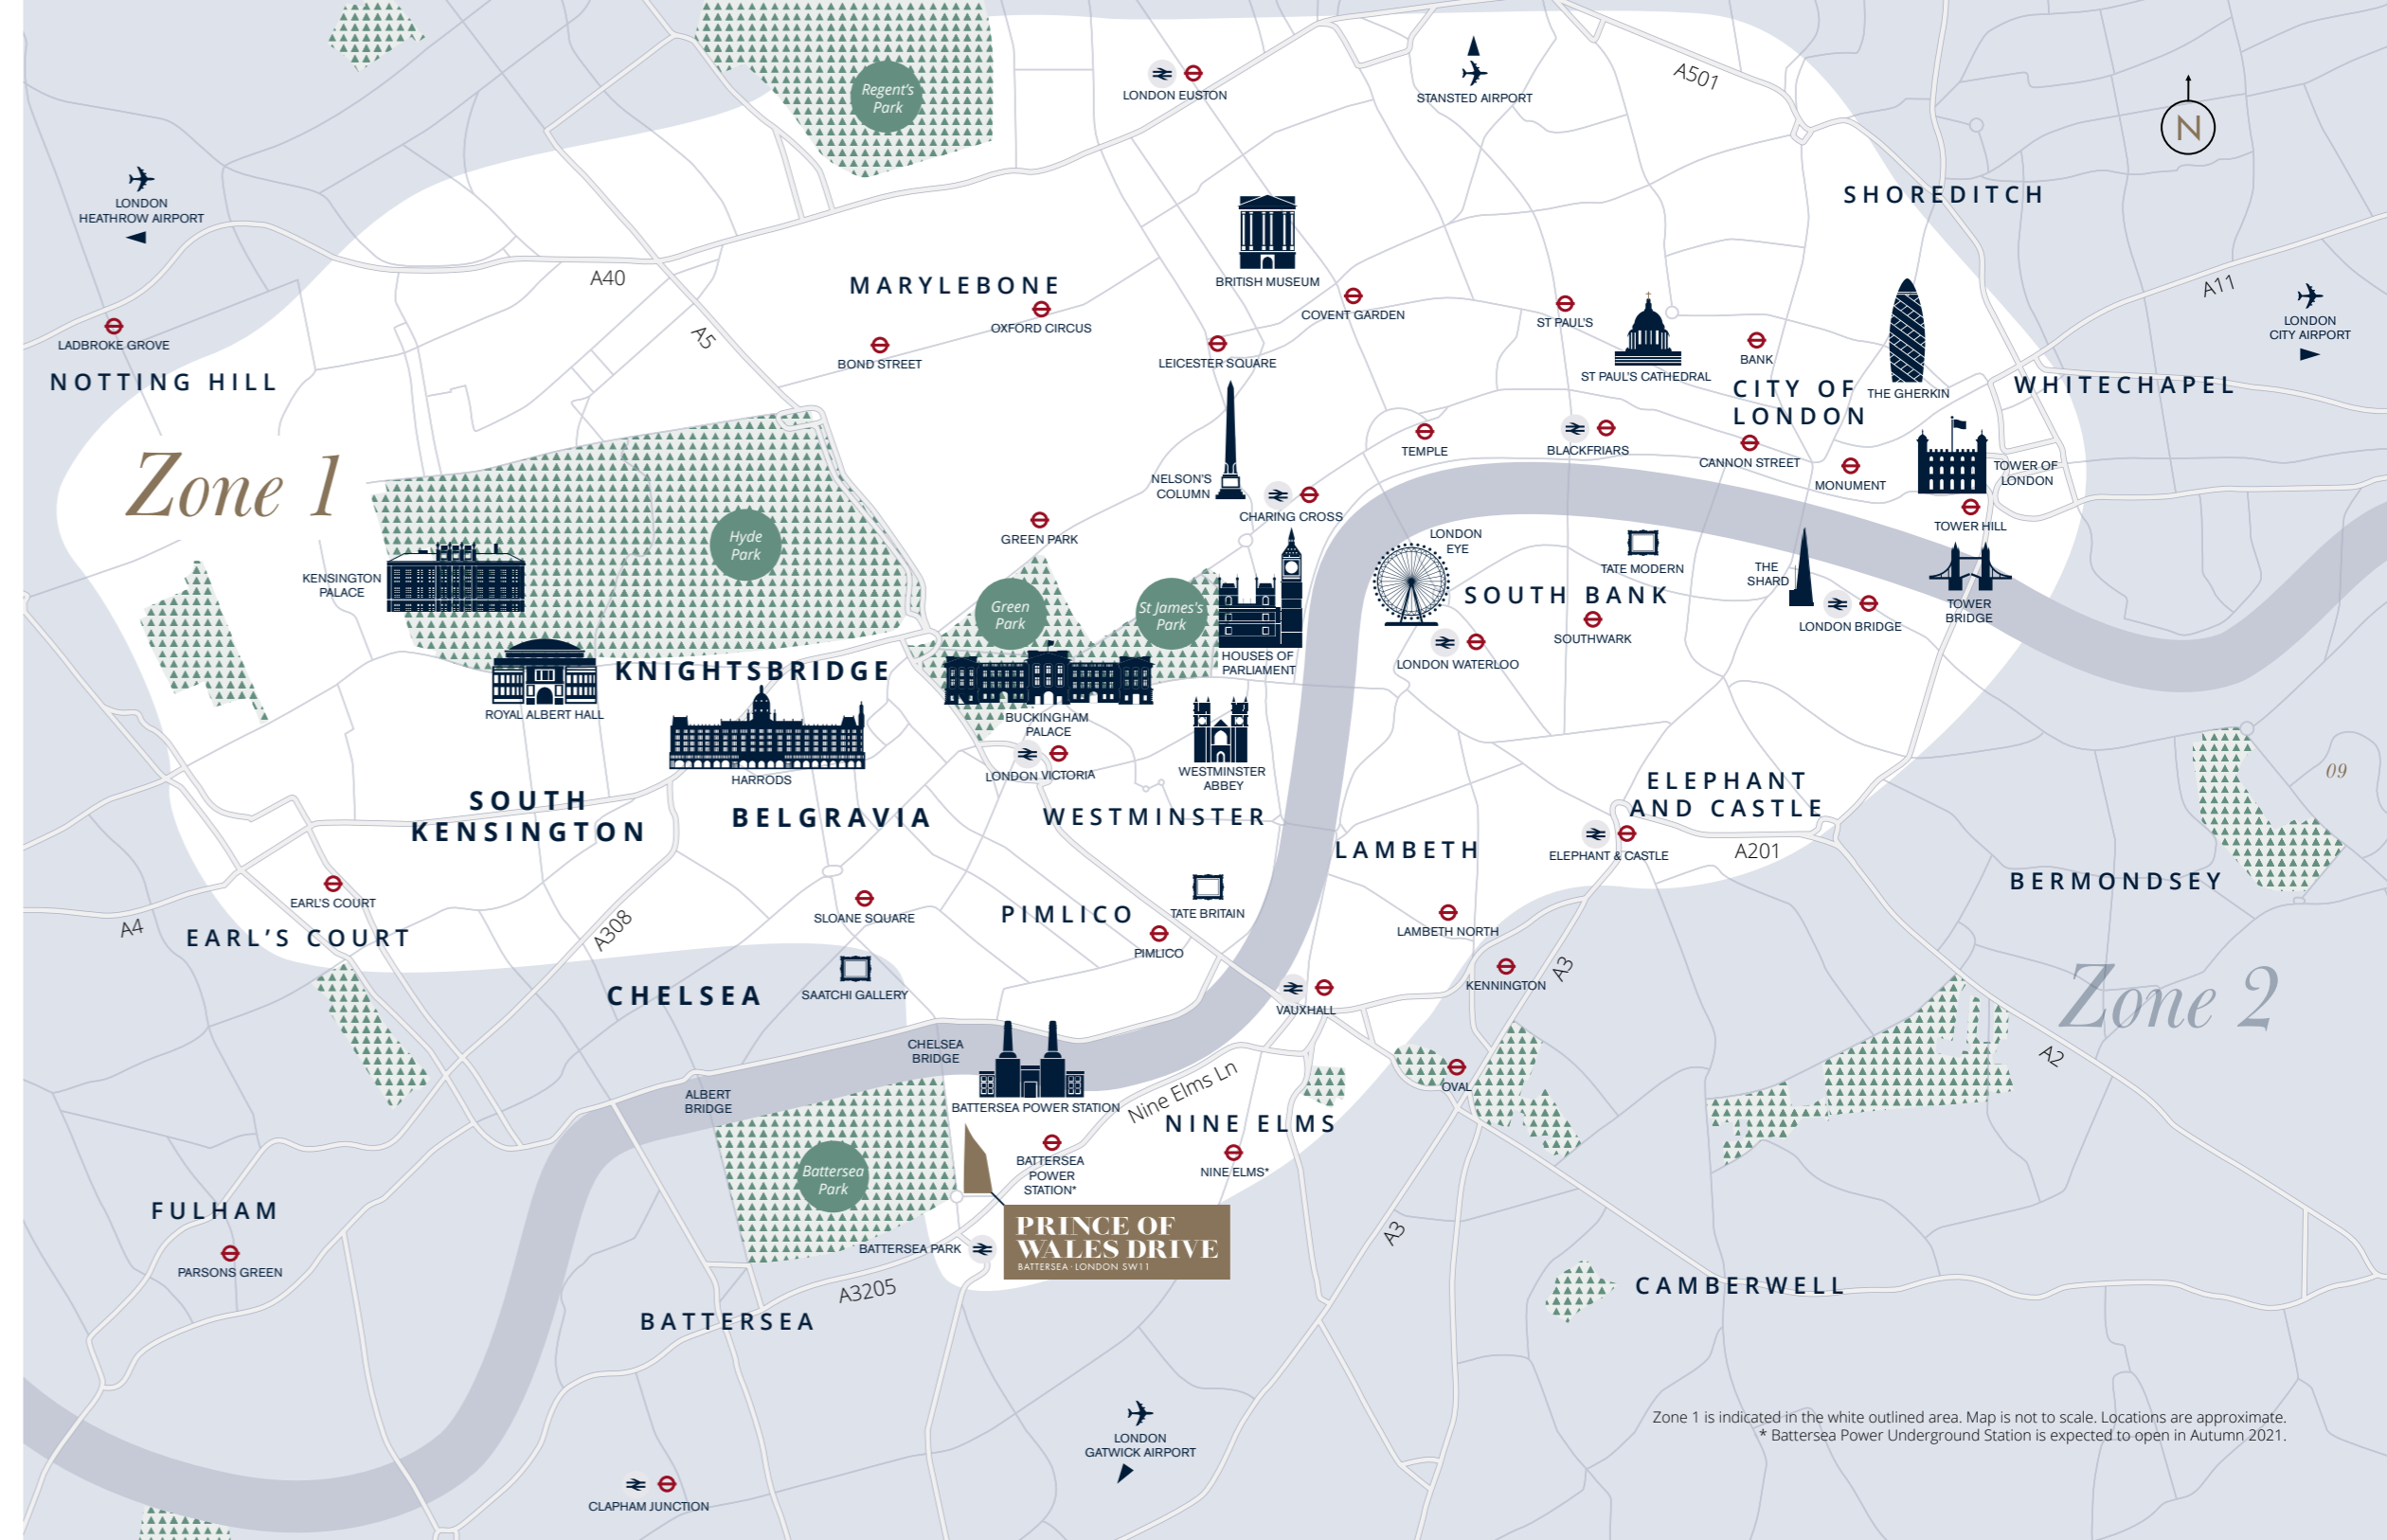 Regent's
Park
LONDON EUSTON
STANSTED AIRPORT
A501
N
LONDON
HEATHROW AIRPORT
SHOREDITCH
A40
MARYLEBONE
BRITISH MUSEUM
A11
LONDON
CITY AIRPORT
LADBROKE GROVE
A5
OXFORD CIRCUS
BOND STREET
COVENT GARDEN
LEICESTER SQUARE
ST PAUL'S
ST PAUL'S CATHEDRAL
BANK
NOTTING HILL
CITY OF
LONDON
THE GHERKIN
WHITECHAPEL
Zone 1
TEMPLE
BLACKFRIARS
CANNON STREET
MONUMENT
TOWER OF
LONDON
NELSON'S
COLUMN
CHARING CROSS
TOWER HILL
Hyde
Park
GREEN PARK
LONDON
EYE
TATE MODERN
THE
SHARD
KENSINGTON
PALACE
Green
Park
St James's
Park
SOUTH BANK
SOUTHWARK
LONDON BRIDGE
TOWER
BRIDGE
HOUSES OF
PARLIAMENT
LONDON WATERLOO
KNIGHTSBRIDGE
ROYAL ALBERT HALL
BUCKINGHAM
PALACE
HARRODS
LONDON VICTORIA
WESTMINSTER
ABBEY
09
SOUTH
KENSINGTON
BELGRAVIA
WESTMINSTER
ELEPHANT
AND CASTLE
LAMBETH
ELEPHANT & CASTLE
A201
BERMONDSEY
EARL'S COURT
A4
EARL'S COURT
A308
SLOANE SQUARE
PIMLICO
TATE BRITAIN
PIMLICO
LAMBETH NORTH
CHELSEA
SAATCHI GALLERY
KENNINGTON
A3
VAUXHALL
Zone 2
CHELSEA
BRIDGE
A2
ALBERT
BRIDGE
BATTERSEA POWER STATION
Nine Elms Ln
OVAL
NINE ELMS
BATTERSEA
POWER
STATION*
NINE ELMS*
Battersea
Park
FULHAM
PARSONS GREEN
PRINCE OF
WALES DRIVE
BATTERSEA · LONDON SW11
BATTERSEA PARK
A3
A3205
CAMBERWELL
BATTERSEA
LONDON
GATWICK AIRPORT
CLAPHAM JUNCTION
Zone 1 is indicated in the white outlined area. Map is not to scale. Locations are approximate.
* Battersea Power Underground Station is expected to open in Autumn 2021.